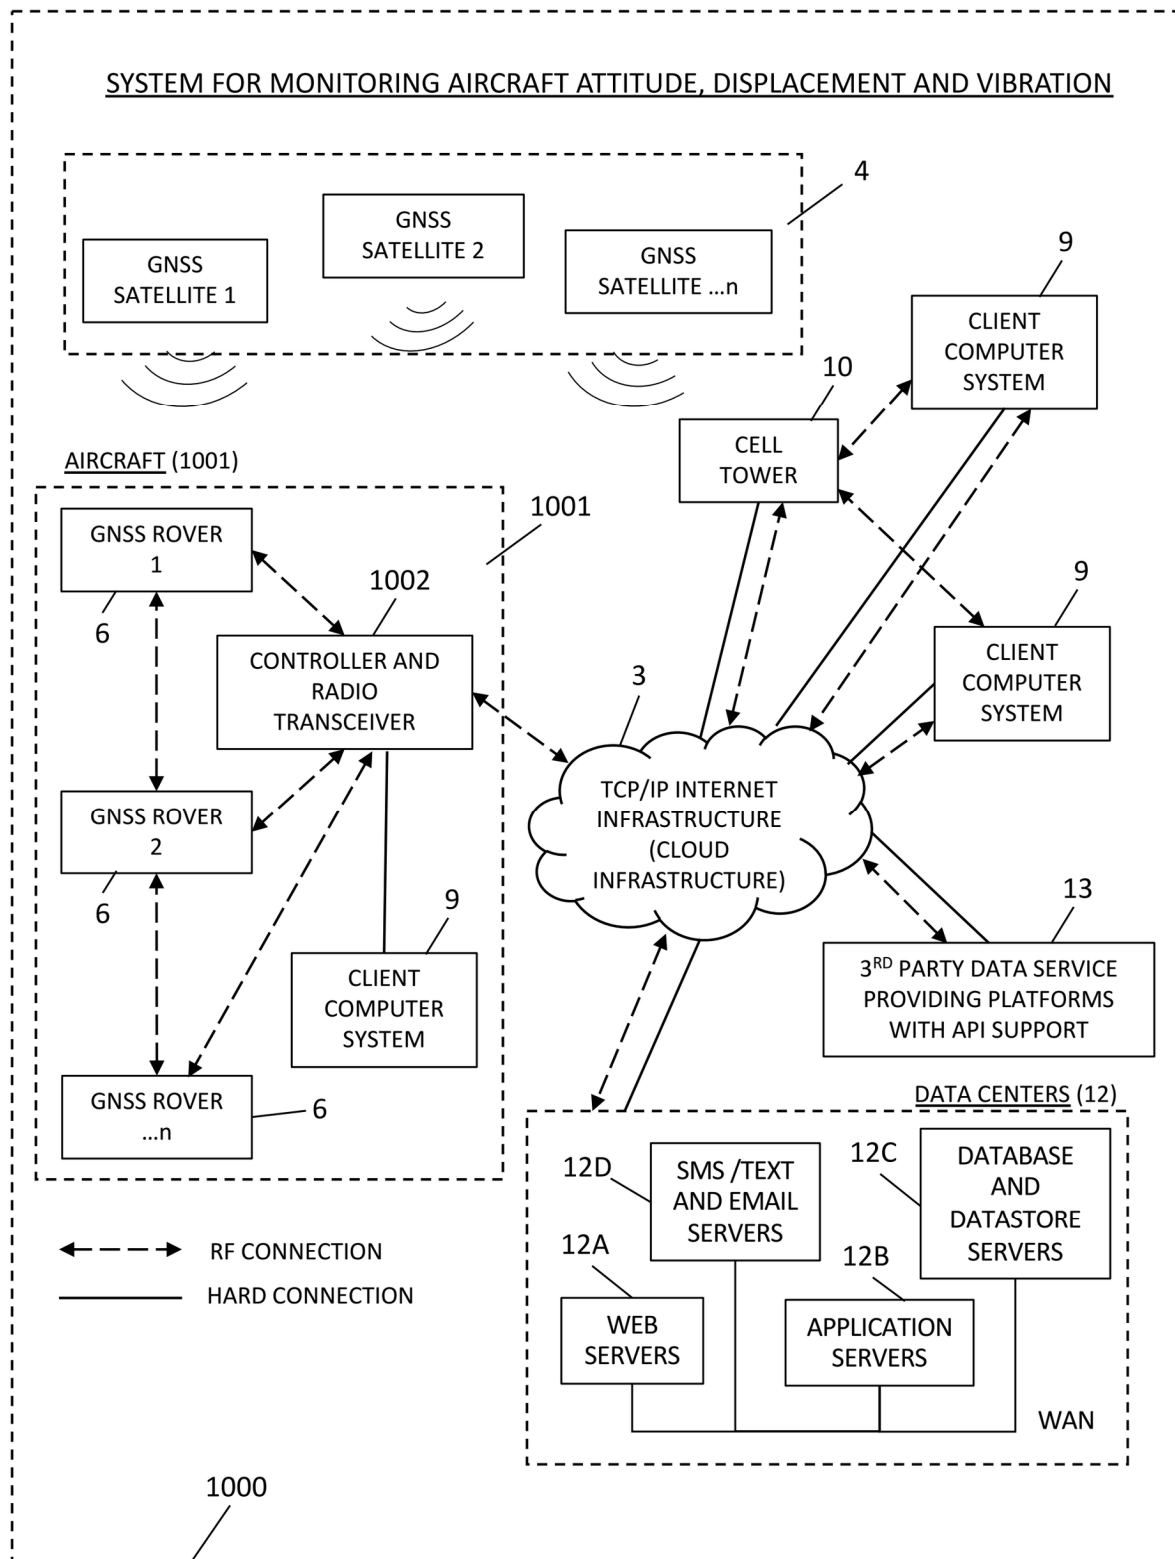 SYSTEM FOR MONITORING AIRCRAFT ATTITUDE, DISPLACEMENT AND VIBRATION
4
GNSS
SATELLITE 1
GNSS
SATELLITE 2
GNSS
SATELLITE ...n
9
CLIENT
COMPUTER
SYSTEM
10
CELL
TOWER
AIRCRAFT (1001)
1001
GNSS ROVER
1
6
1002
CONTROLLER AND
RADIO
TRANSCEIVER
9
CLIENT
COMPUTER
SYSTEM
3
TCP/IP INTERNET
INFRASTRUCTURE
(CLOUD
INFRASTRUCTURE)
GNSS ROVER
2
6
9
CLIENT
COMPUTER
SYSTEM
13
3RD PARTY DATA SERVICE
PROVIDING PLATFORMS
WITH API SUPPORT
GNSS ROVER
...n
6
DATA CENTERS (12)
12D
SMS /TEXT
AND EMAIL
SERVERS
12C
DATABASE
AND
DATASTORE
SERVERS
12A
WEB
SERVERS
12B
APPLICATION
SERVERS
WAN
RF CONNECTION
HARD CONNECTION
1000